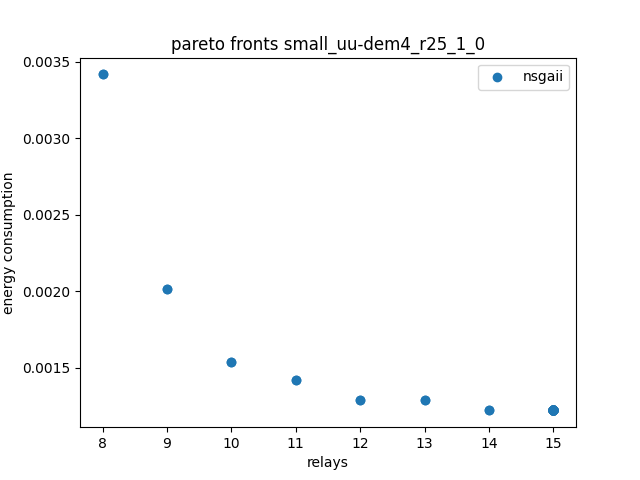 pareto fronts small_uu-dem4_r25_1_0
nsgaii
energy consumption
0.0035
0.0030
0.0025
0.0020
0.0015
8 9 10 11 12 13 14 15
relays